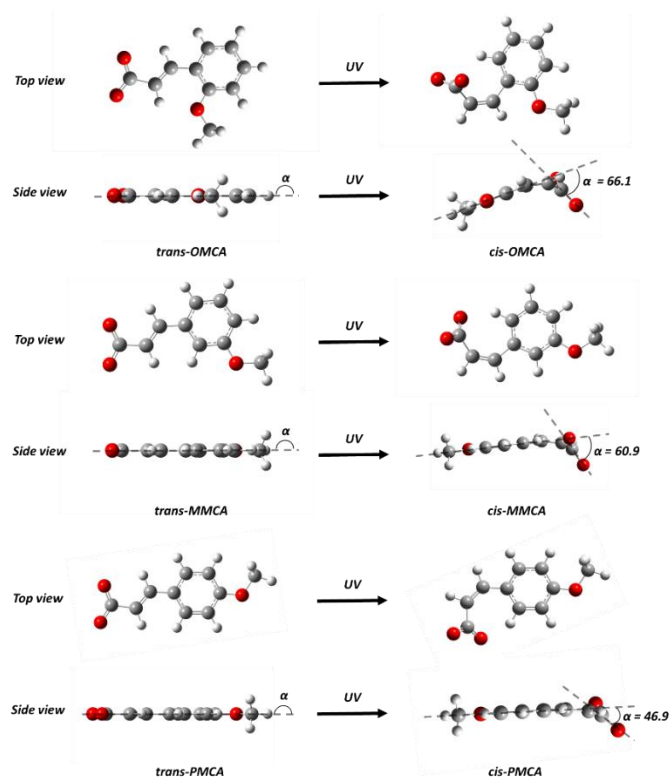 Top view UV
Side view α UV α = 66.1
trans-OMCA cis-OMCA
Top view UV
Side view α UV α = 60.9
trans-MMCA cis-MMCA
Top view UV
Side view α UV α = 46.9
trans-PMCA cis-PMCA